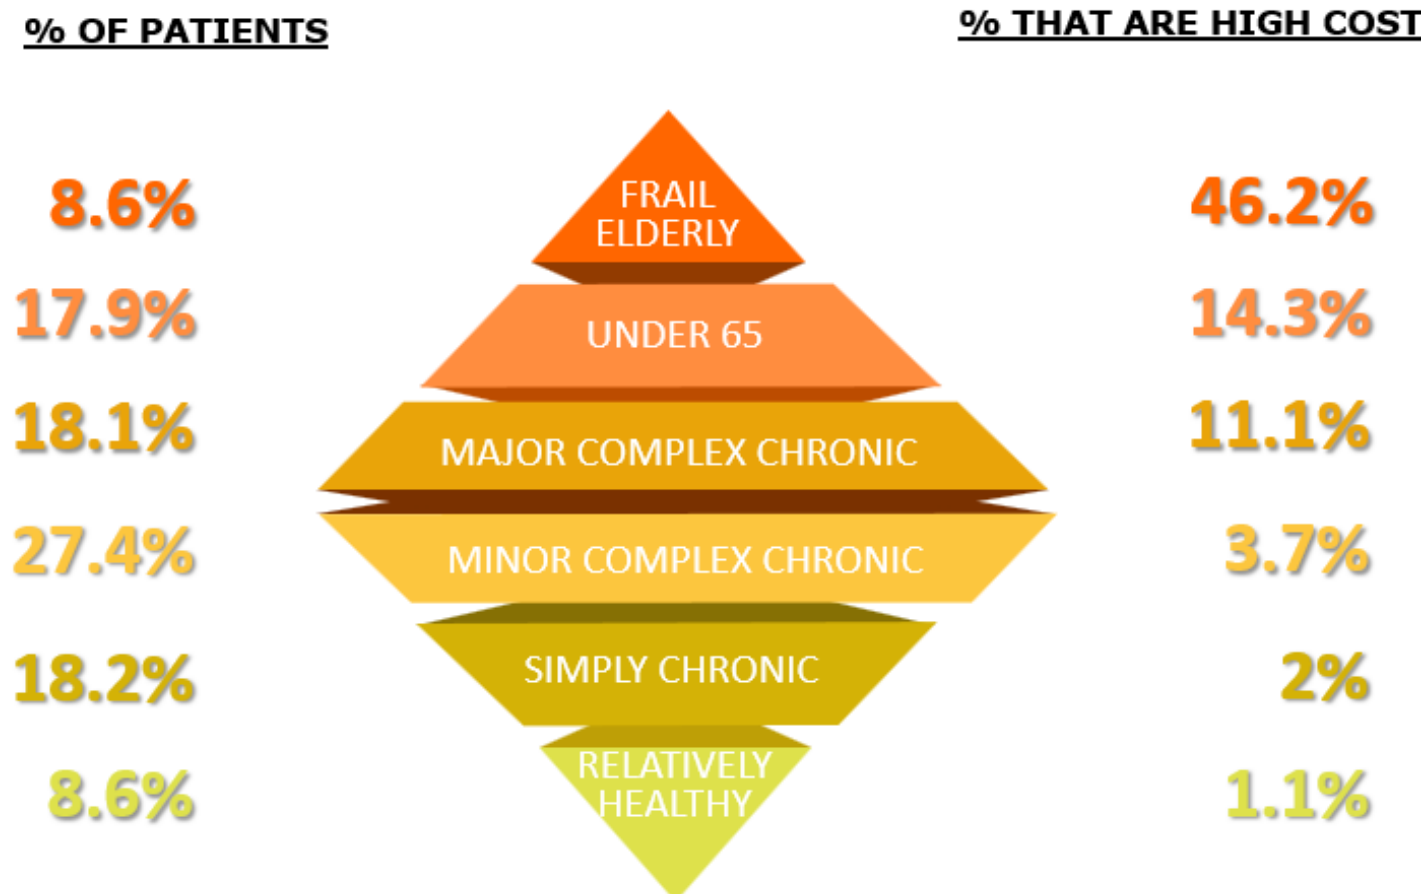 % OF PATIENTS
% THAT ARE HIGH COST
8.6%
FRAIL
ELDERLY
46.2%
17.9%
UNDER 65
14.3%
18.1%
MAJOR COMPLEX CHRONIC
11.1%
27.4%
MINOR COMPLEX CHRONIC
3.7%
18.2%
SIMPLY CHRONIC
2%
8.6%
RELATIVELY
HEALTHY
1.1%